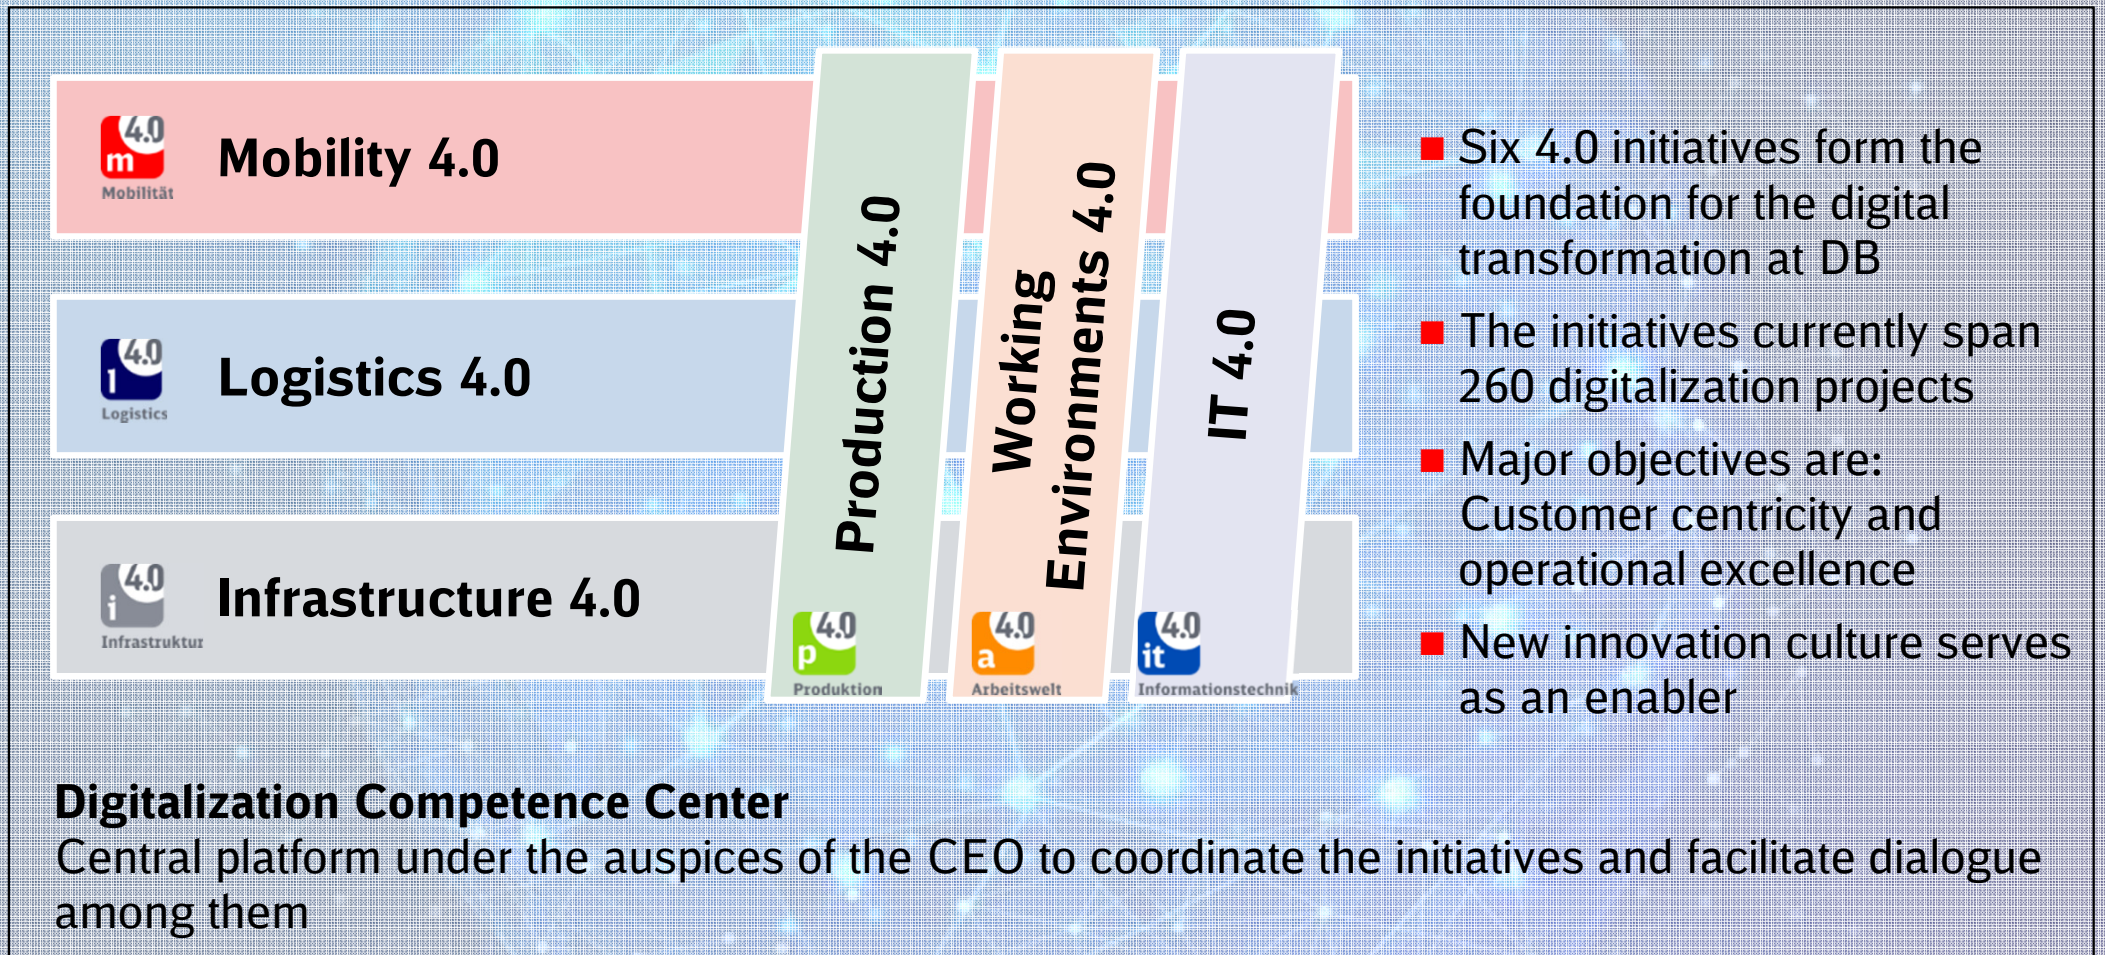 4.0
m
Mobilität
Mobility 4.0
4.0
l
Logistics
Logistics 4.0
4.0
i
Infrastruktur
Infrastructure 4.0
Production 4.0
4.0
p
Produktion
Working
Environments 4.0
4.0
a
Arbeitswelt
IT 4.0
4.0
it
Informationstechnik
Six 4.0 initiatives form the
foundation for the digital
transformation at DB
The initiatives currently span
260 digitalization projects
Major objectives are:
Customer centricity and
operational excellence
New innovation culture serves
as an enabler
Digitalization Competence Center
Central platform under the auspices of the CEO to coordinate the initiatives and facilitate dialogue
among them